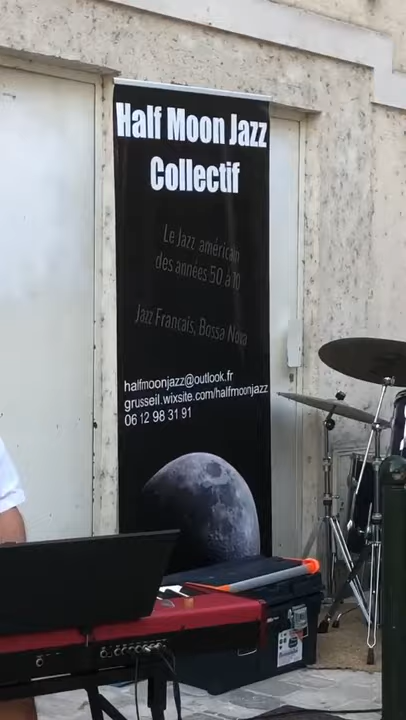 Half Moon Jazz
Collectif
Le Jazz américain
des années 50 à 70
Jazz Francais, Bossa Nova
halfmoonjazz@outlook.fr
grusseil.wixsite.com/halfmoonjazz
06 12 98 31 91